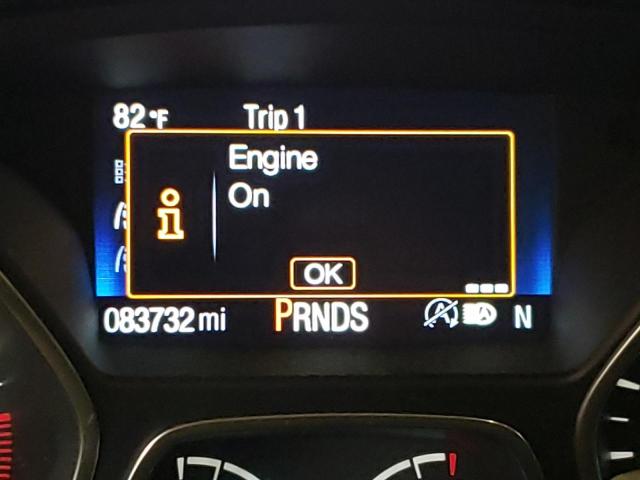 82°F Trip 1
Engine
On
OK
083732 mi PRNDS N